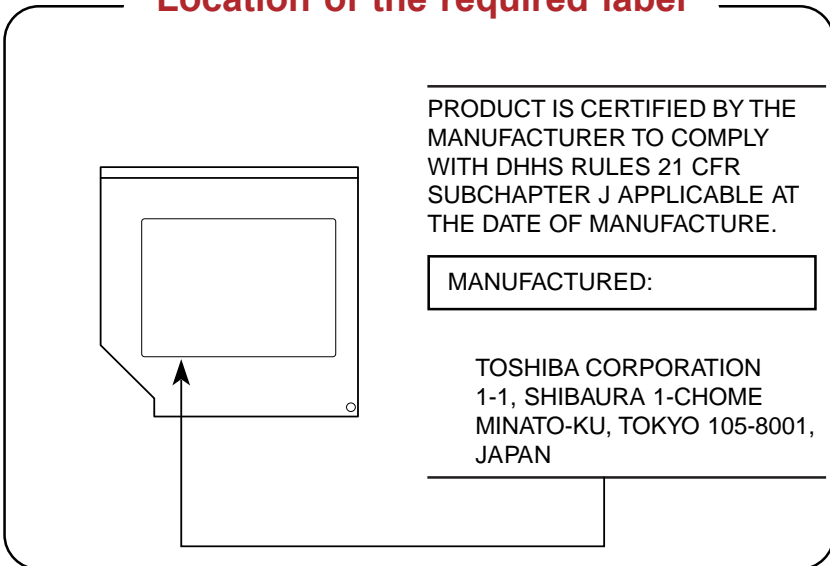 Location of the required label
PRODUCT IS CERTIFIED BY THE
MANUFACTURER TO COMPLY
WITH DHHS RULES 21 CFR
SUBCHAPTER J APPLICABLE AT
THE DATE OF MANUFACTURE.
MANUFACTURED:
TOSHIBA CORPORATION
1-1, SHIBAURA 1-CHOME
MINATO-KU, TOKYO 105-8001,
JAPAN